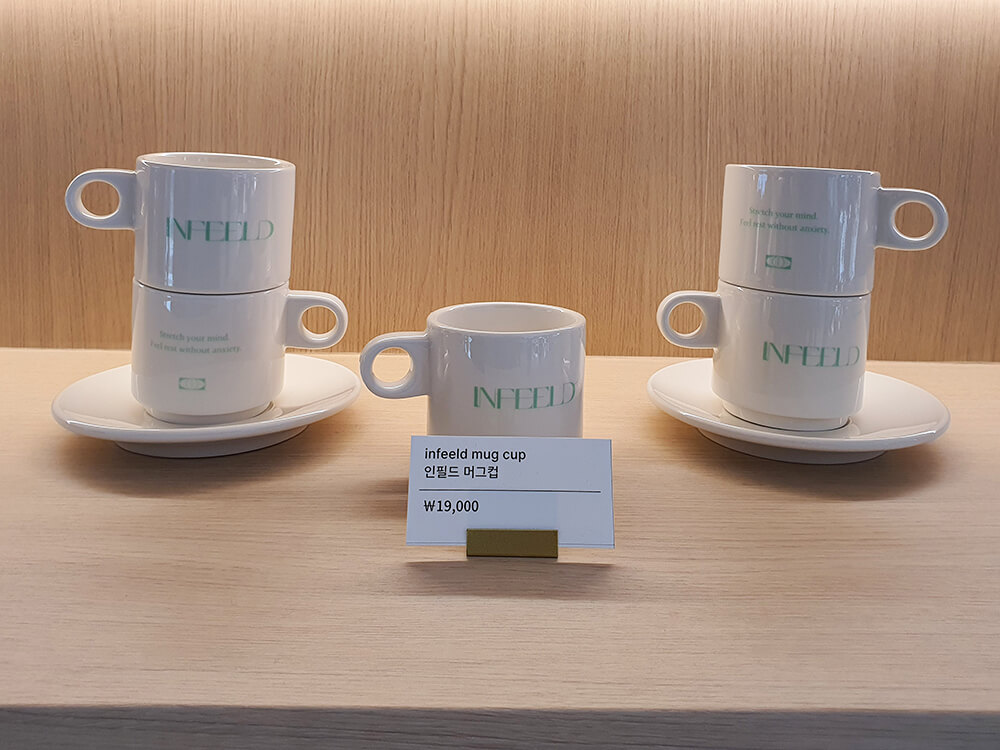 INFEELD
Stretch your mind.
Feel rest without anxiety.
INFEELD
Stretch your mind.
Feel rest without anxiety.
INFEELD
infeeld mug cup
인필드 머그컵
₩19,000